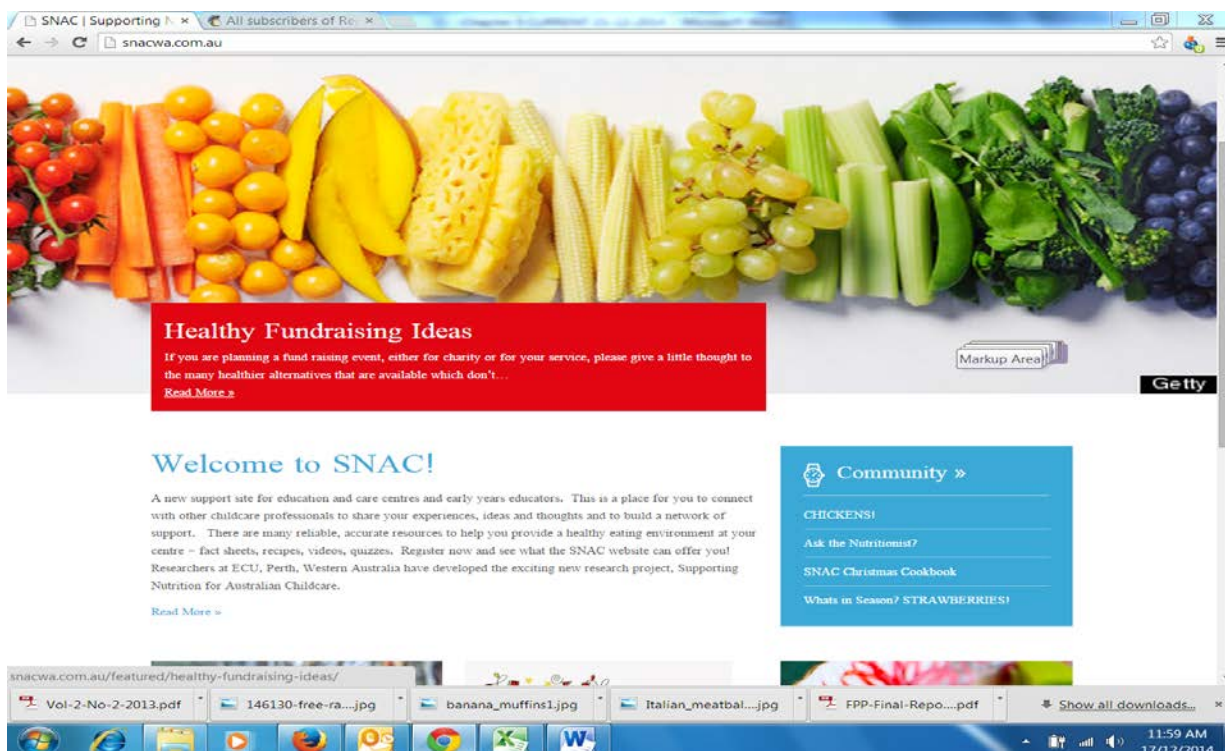 SNAC | Supporting N
All subscribers of Re
snacwa.com.au
Healthy Fundraising Ideas
If you are planning a fund raising event, either for charity or for your service, please give a little thought to
the many healthier alternatives that are available which don't…
Read More »
Markup Area
Getty
Welcome to SNAC!
A new support site for education and care centres and early years educators. This is a place for you to connect
with other childcare professionals to share your experiences, ideas and thoughts and to build a network of
support. There are many reliable, accurate resources to help you provide a healthy eating environment at your
centre – fact sheets, recipes, videos, quizzes. Register now and see what the SNAC website can offer you!
Researchers at ECU, Perth, Western Australia have developed the exciting new research project, Supporting
Nutrition for Australian Childcare.
Read More »
Community »
CHICKENS!
Ask the Nutritionist?
SNAC Christmas Cookbook
Whats in Season? STRAWBERRIES!
snacwa.com.au/featured/healthy-fundraising-ideas/
Vol-2-No-2-2013.pdf
146130-free-ra....jpg
banana_muffins1.jpg
Italian_meatbal....jpg
FPP-Final-Repo....pdf
Show all downloads...
11:59 AM
17/12/2014